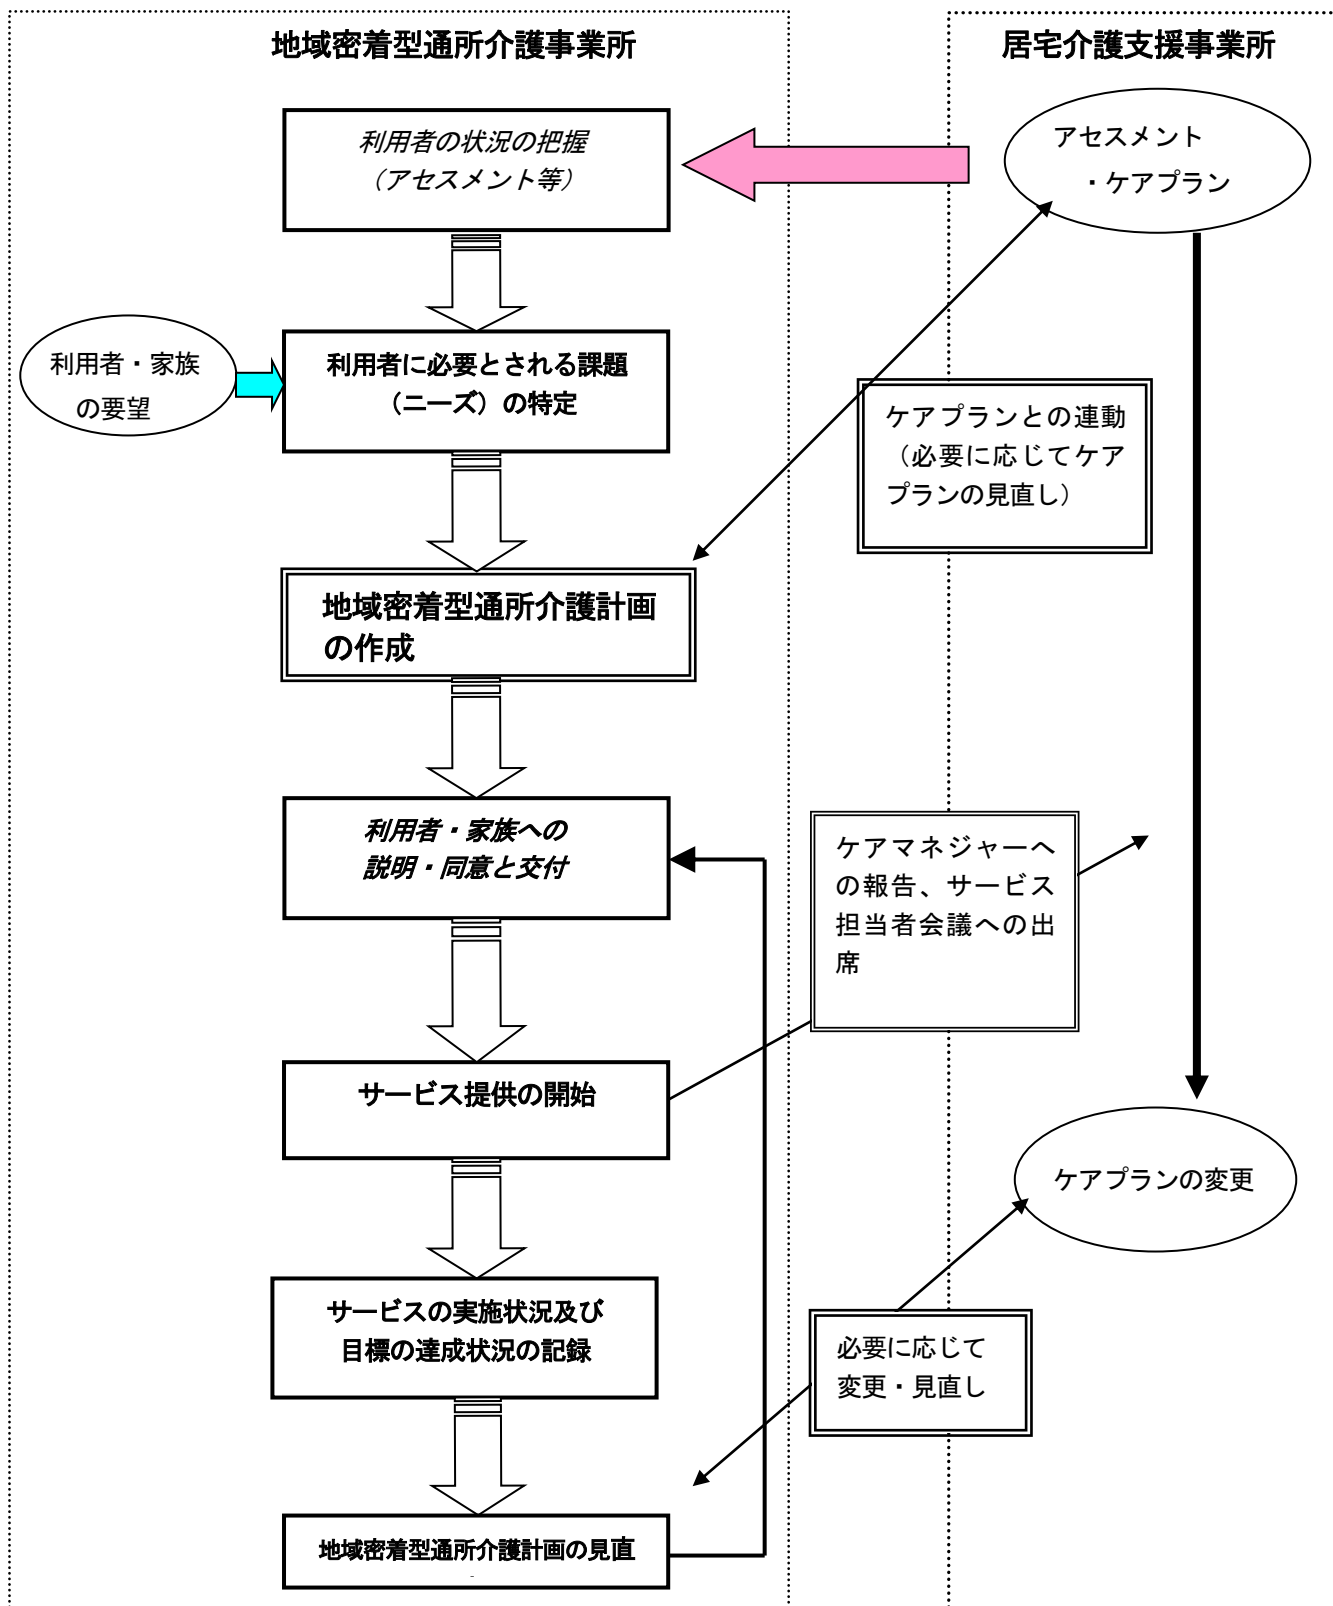 地域密着型通所介護事業所
居宅介護支援事業所
利用者の状況の把握
（アセスメント等）
アセスメント
・ケアプラン
利用者・家族
の要望
利用者に必要とされる課題
（ニーズ）の特定
ケアプランとの連動
（必要に応じてケア
プランの見直し）
地域密着型通所介護計画
の作成
利用者・家族への
説明・同意と交付
ケアマネジャーへ
の報告、サービス
担当者会議への出
席
サービス提供の開始
ケアプランの変更
サービスの実施状況及び
目標の達成状況の記録
必要に応じて
変更・見直し
地域密着型通所介護計画の見直